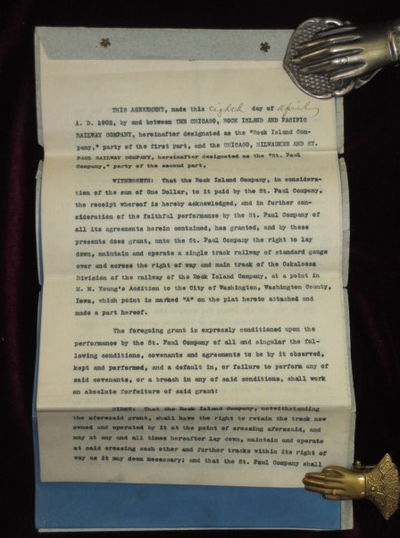 THIS AGREEMENT, made this eighth day of April,
A. D. 1902, by and between THE CHICAGO, ROCK ISLAND AND PACIFIC
RAILWAY COMPANY, hereinafter designated as the "Rock Island Com-
pany," party of the first part, and the CHICAGO, MILWAUKEE AND ST.
PAUL RAILWAY COMPANY, hereinafter designated as the "St. Paul
Company," party of the second part,
WITNESSETH: That the Rock Island Company, in considera-
tion of the sum of One Dollar, to it paid by the St. Paul Company,
the receipt whereof is hereby acknowledged, and in further con-
sideration of the faithful performance by the St. Paul Company of
all its agreements herein contained, has granted, and by these
presents does grant, unto the St. Paul Company the right to lay
down, maintain and operate a single track railway of standard gauge
over and across the right of way and main track of the Oskaloosa
Division of the railway of the Rock Island Company, at a point in
M. N. Young's Addition to the City of Washington, Washington County,
Iowa, which point is marked "A" on the plat hereto attached and
made a part hereof.
The foregoing grant is expressly conditioned upon the
performance by the St. Paul Company of all and singular the fol-
lowing conditions, covenants and agreements to be by it observed,
kept and performed, and a default in, or failure to perform any of
said covenants, or a breach in any of said conditions, shall work
an absolute forfeiture of said grant:
FIRST: That the Rock Island Company, notwithstanding
the aforesaid grant, shall have the right to retain the track now
owned and operated by it at the point of crossing aforesaid, and
may at any and all times hereafter lay down, maintain and operate
at said crossing such other and further tracks within its right of
way as it may deem necessary; and that the St. Paul Company shall